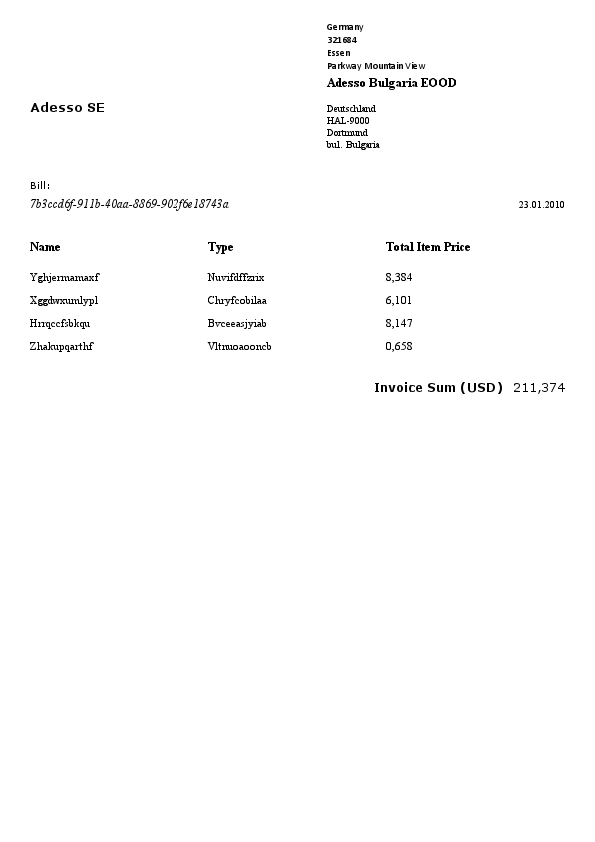 Germany
321684
Essen
Parkway Mountain View
Adesso Bulgaria EOOD
Adesso SE
Deutschland
HAL-9000
Dortmund
bul. Bulgaria
Bill:
7b3ccd6f-911b-40aa-8869-902f6e18743a
23.01.2010
Name Type Total Item Price
Yghjermamaxf Nuvifdffzrix 8,384
Xggdwxumlypl Chryfcobilaa 6,101
Hrrqccfsbkqu Bvceeasjyiab 8,147
Zhakupqarthf Vltnuoaooncb 0,658
Invoice Sum (USD) 211,374